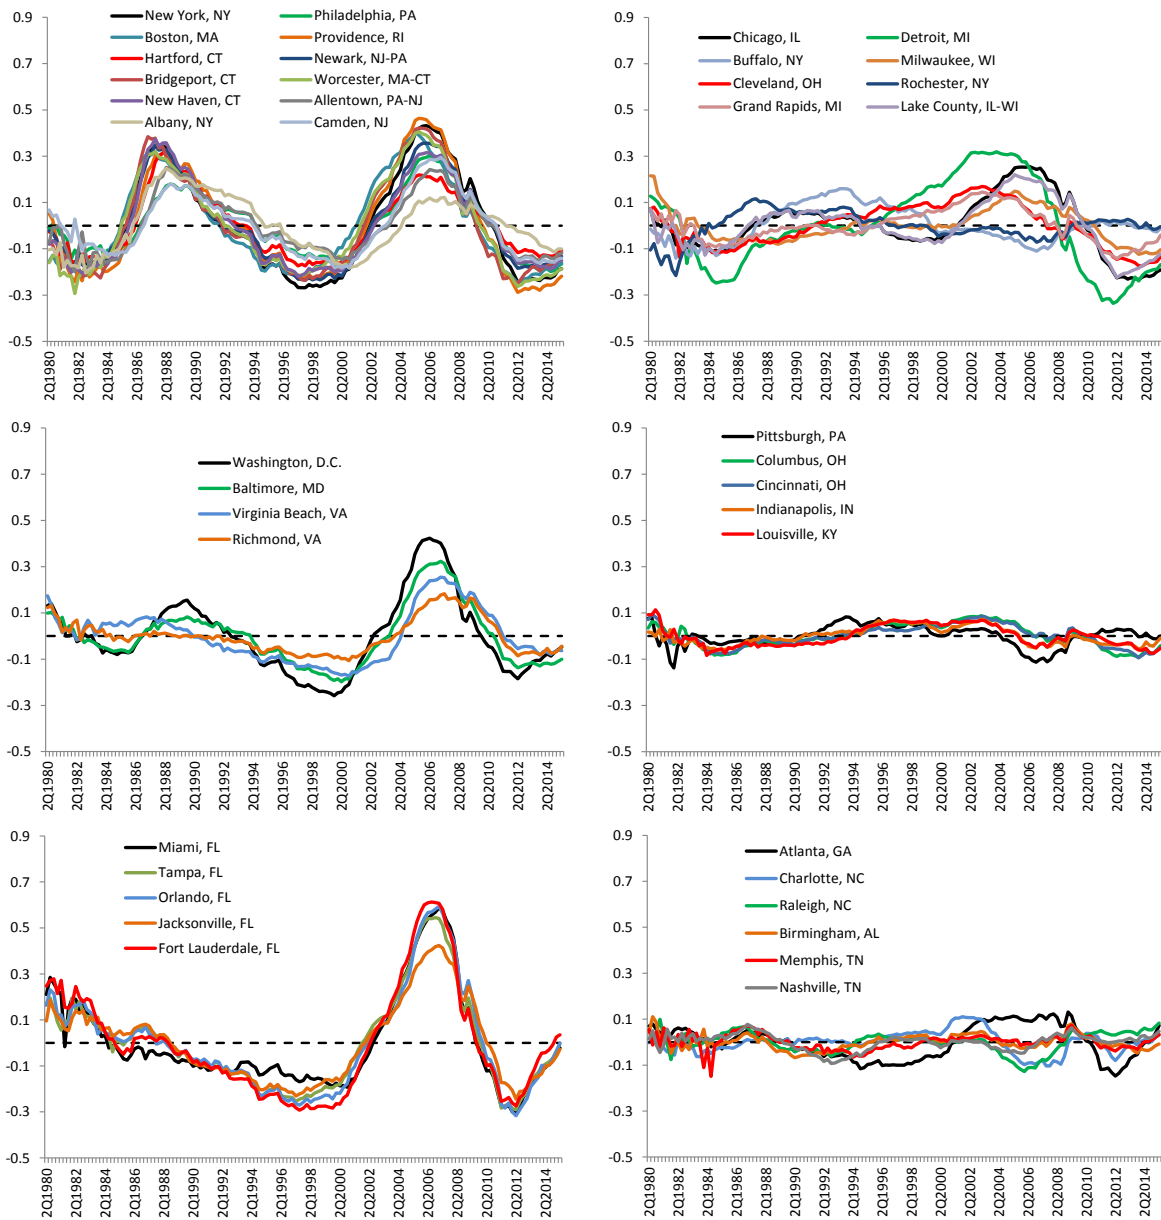 0.9
0.7
0.5
0.3
0.1
-0.1
-0.3
-0.5
New York, NY
Philadelphia, PA
Boston, MA
Providence, RI
Hartford, CT
Newark, NJ-PA
Bridgeport, CT
Worcester, MA-CT
New Haven, CT
Allentown, PA-NJ
Albany, NY
Camden, NJ
2Q1980
2Q1982
2Q1984
2Q1986
2Q1988
2Q1990
2Q1992
2Q1994
2Q1996
2Q1998
2Q2000
2Q2002
2Q2004
2Q2006
2Q2008
2Q2010
2Q2012
2Q2014
0.9
0.7
0.5
0.3
0.1
-0.1
-0.3
-0.5
Chicago, IL
Detroit, MI
Buffalo, NY
Milwaukee, WI
Cleveland, OH
Rochester, NY
Grand Rapids, MI
Lake County, IL-WI
2Q1980
2Q1982
2Q1984
2Q1986
2Q1988
2Q1990
2Q1992
2Q1994
2Q1996
2Q1998
2Q2000
2Q2002
2Q2004
2Q2006
2Q2008
2Q2010
2Q2012
2Q2014
0.9
0.7
0.5
0.3
0.1
-0.1
-0.3
-0.5
Washington, D.C.
Baltimore, MD
Virginia Beach, VA
Richmond, VA
2Q1980
2Q1982
2Q1984
2Q1986
2Q1988
2Q1990
2Q1992
2Q1994
2Q1996
2Q1998
2Q2000
2Q2002
2Q2004
2Q2006
2Q2008
2Q2010
2Q2012
2Q2014
0.9
0.7
0.5
0.3
0.1
-0.1
-0.3
-0.5
Pittsburgh, PA
Columbus, OH
Cincinnati, OH
Indianapolis, IN
Louisville, KY
2Q1980
2Q1982
2Q1984
2Q1986
2Q1988
2Q1990
2Q1992
2Q1994
2Q1996
2Q1998
2Q2000
2Q2002
2Q2004
2Q2006
2Q2008
2Q2010
2Q2012
2Q2014
0.9
0.7
0.5
0.3
0.1
-0.1
-0.3
-0.5
Miami, FL
Tampa, FL
Orlando, FL
Jacksonville, FL
Fort Lauderdale, FL
2Q1980
2Q1982
2Q1984
2Q1986
2Q1988
2Q1990
2Q1992
2Q1994
2Q1996
2Q1998
2Q2000
2Q2002
2Q2004
2Q2006
2Q2008
2Q2010
2Q2012
2Q2014
0.9
0.7
0.5
0.3
0.1
-0.1
-0.3
-0.5
Atlanta, GA
Charlotte, NC
Raleigh, NC
Birmingham, AL
Memphis, TN
Nashville, TN
2Q1980
2Q1982
2Q1984
2Q1986
2Q1988
2Q1990
2Q1992
2Q1994
2Q1996
2Q1998
2Q2000
2Q2002
2Q2004
2Q2006
2Q2008
2Q2010
2Q2012
2Q2014